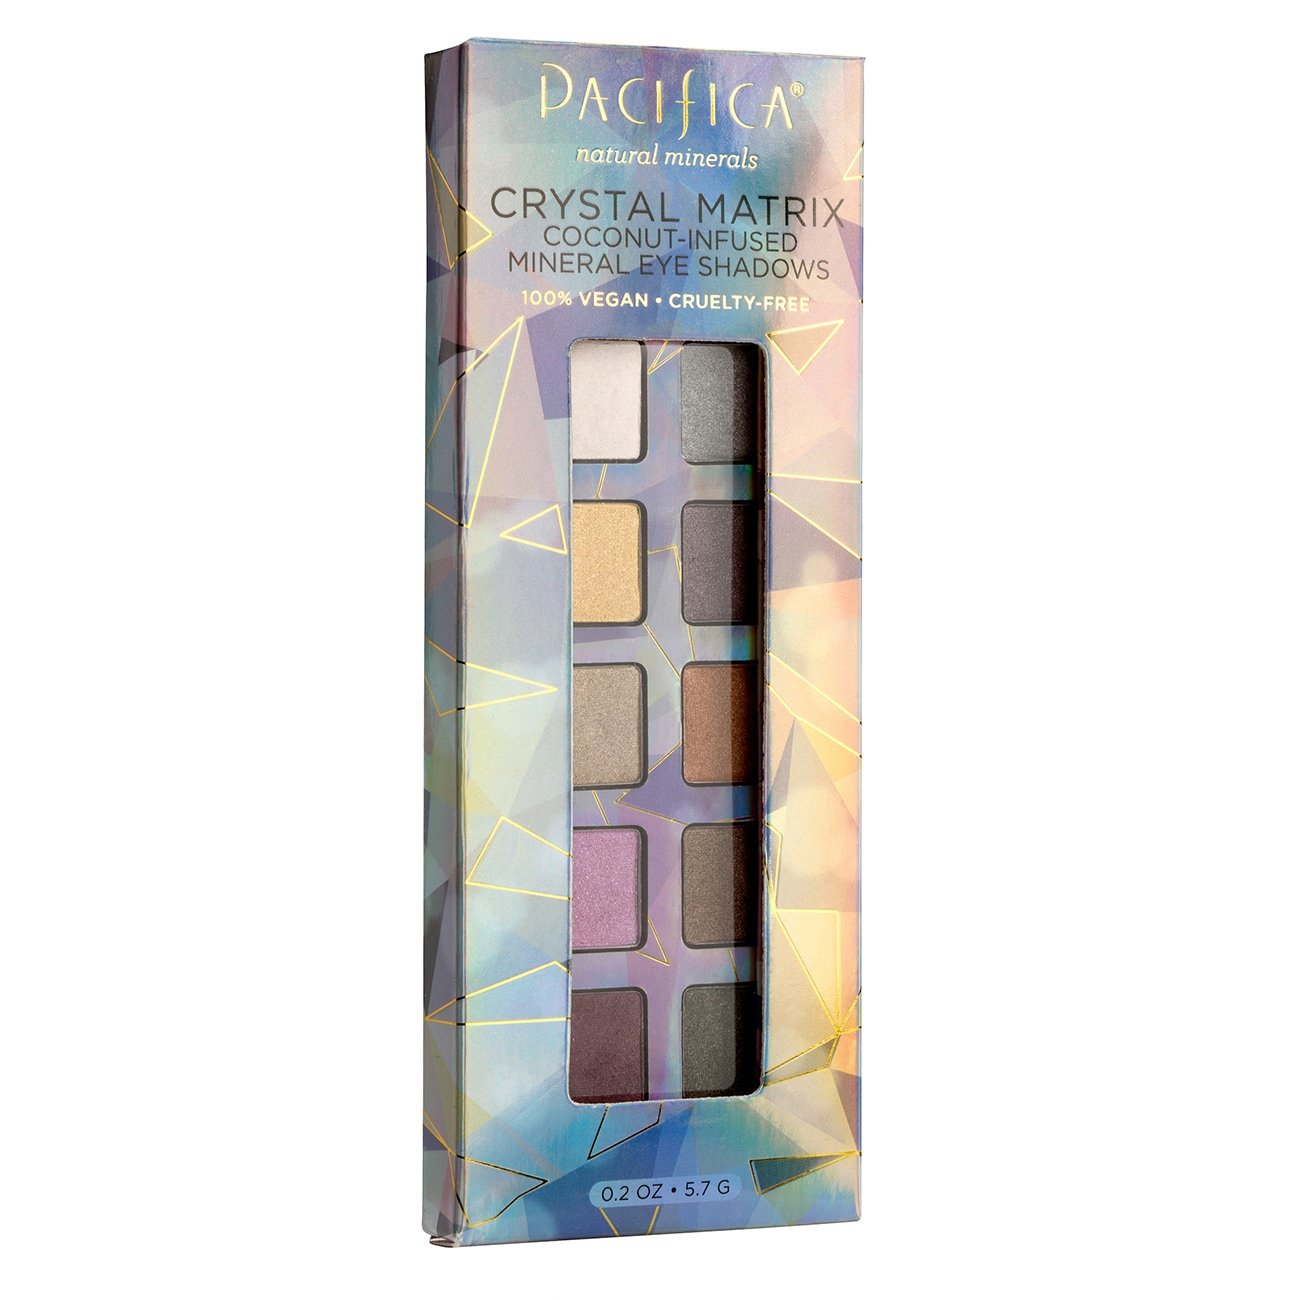 PACIFICA®
natural minerals
CRYSTAL MATRIX
COCONUT-INFUSED
MINERAL EYE SHADOWS
100% VEGAN • CRUELTY-FREE
0.2 OZ • 5.7 G